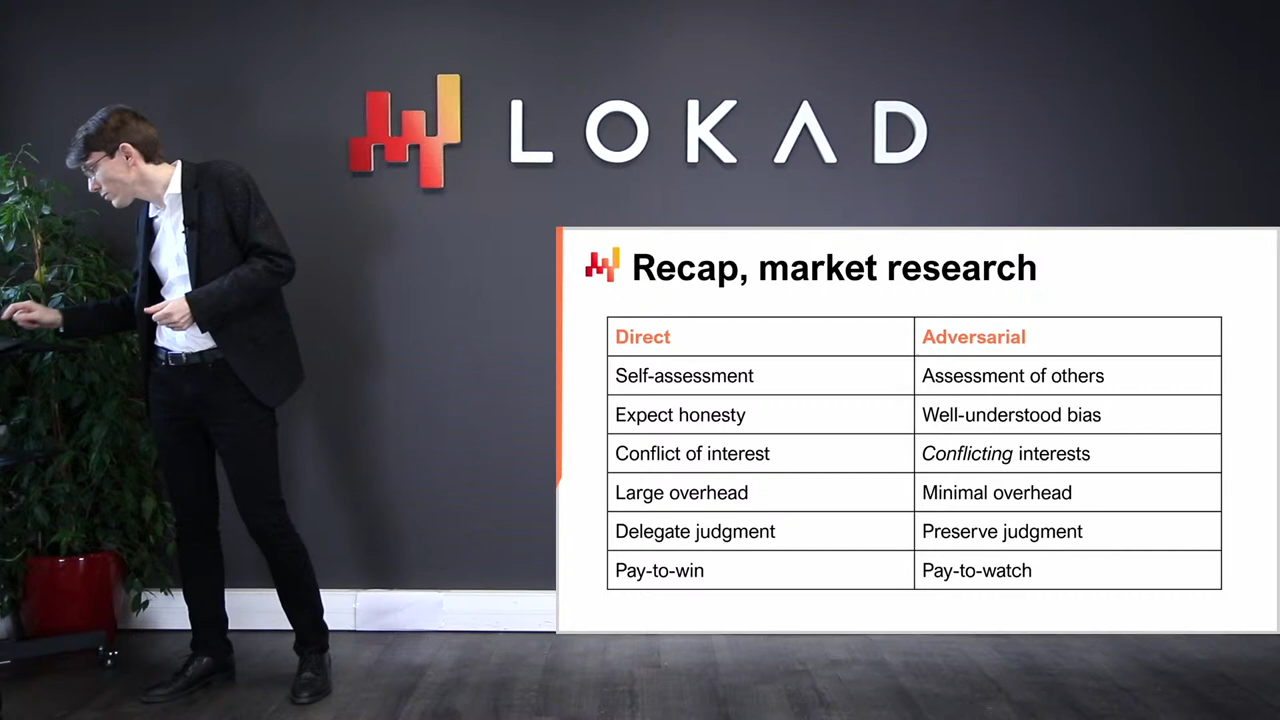 LOKAD
Recap, market research
Direct Adversarial
Self-assessment Assessment of others
Expect honesty Well-understood bias
Conflict of interest Conflicting interests
Large overhead Minimal overhead
Delegate judgment Preserve judgment
Pay-to-win Pay-to-watch